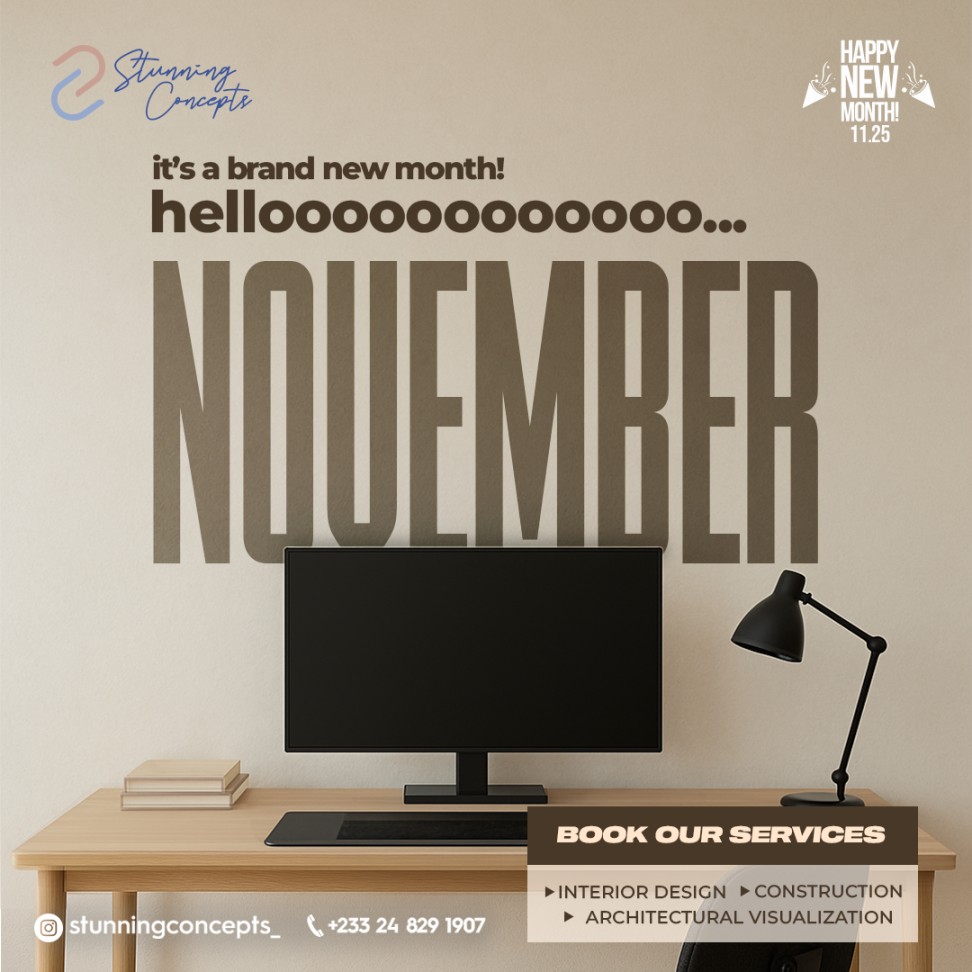 Stunning
Concepts
HAPPY
NEW
MONTH!
11.25
it's a brand new month!
helloooooooooooooo...
NOVEMBER
BOOK OUR SERVICES
INTERIOR DESIGN
CONSTRUCTION
ARCHITECTURAL VISUALIZATION
stunningconcepts_
+233 24 829 1907